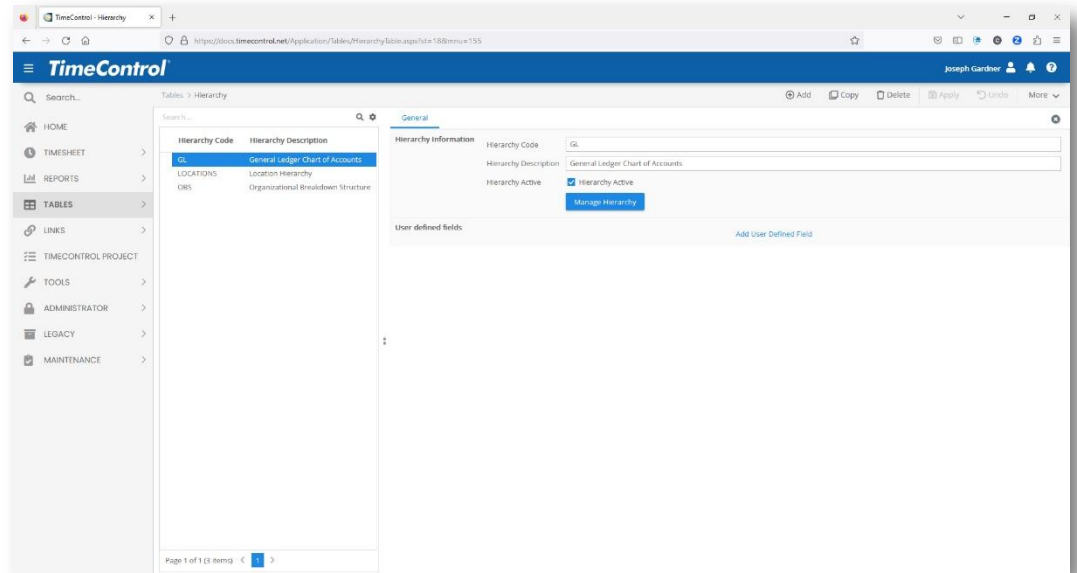 TimeControl - Hierarchy
https://docs.timecontrol.net/Application/Tables/HierarchyTable.aspx?st=188mnu=155
TimeControl
Joseph Gardner
Search...
Tables > Hierarchy
Add Copy Delete Apply Undo More
Search ...
General
HOME
TIMESHEET
REPORTS
TABLES
LINKS
TIMECONTROL PROJECT
TOOLS
ADMINISTRATOR
LEGACY
MAINTENANCE
Hierarchy Code Hierarchy Description
GL General Ledger Chart of Accounts
LOCATIONS Location Hierarchy
OBS Organizational Breakdown Structure
Page 1 of 1 (3 items) < 1 >
Hierarchy Information
Hierarchy Code GL
Hierarchy Description General Ledger Chart of Accounts
Hierarchy Active Hierarchy Active
Manage Hierarchy
User defined fields
Add User Defined Field